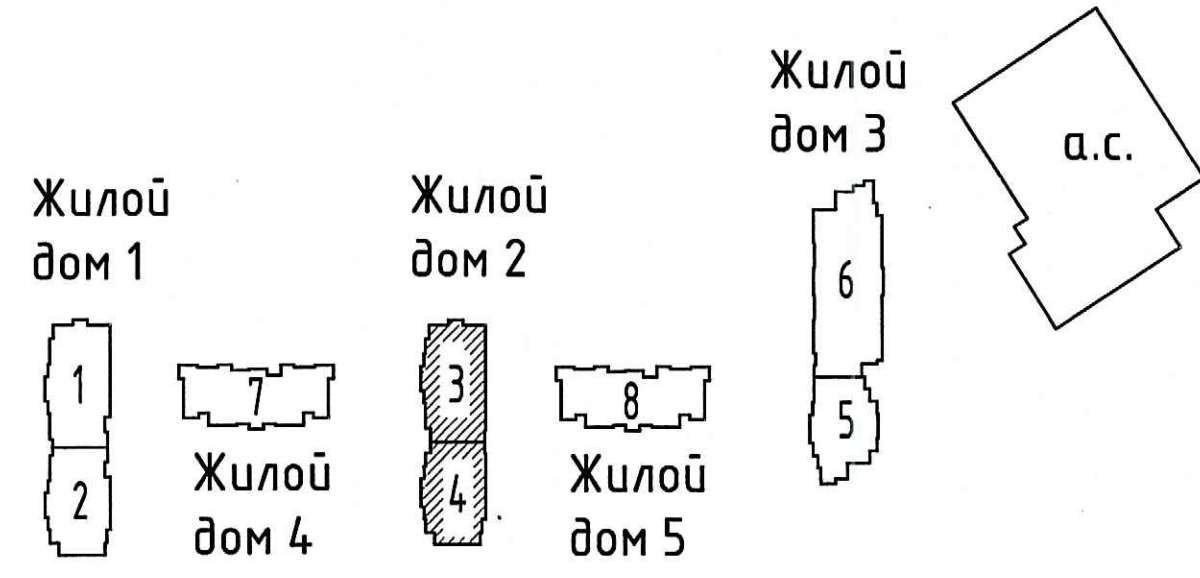 Жилой
дом 3
а.с.
Жилой
дом 1
Жилой
дом 2
6
1
7
3
8
5
2
Жилой
дом 4
4
Жилой
дом 5